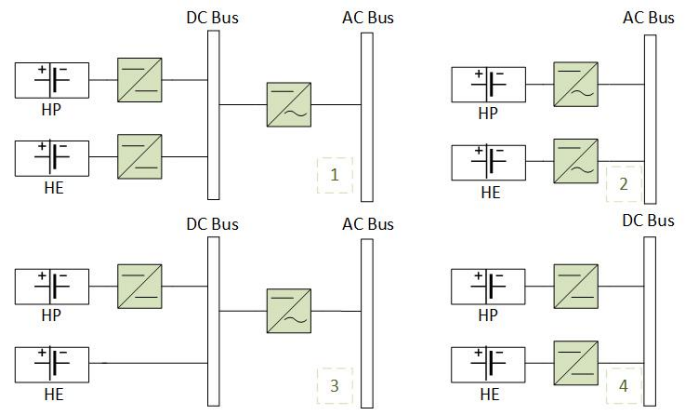 DC Bus
AC Bus
AC Bus
+ -
HP
+ -
HP
+ -
HE
+ -
HE
1
2
DC Bus
AC Bus
DC Bus
+ -
HP
+ -
HP
+ -
HE
+ -
HE
3
4